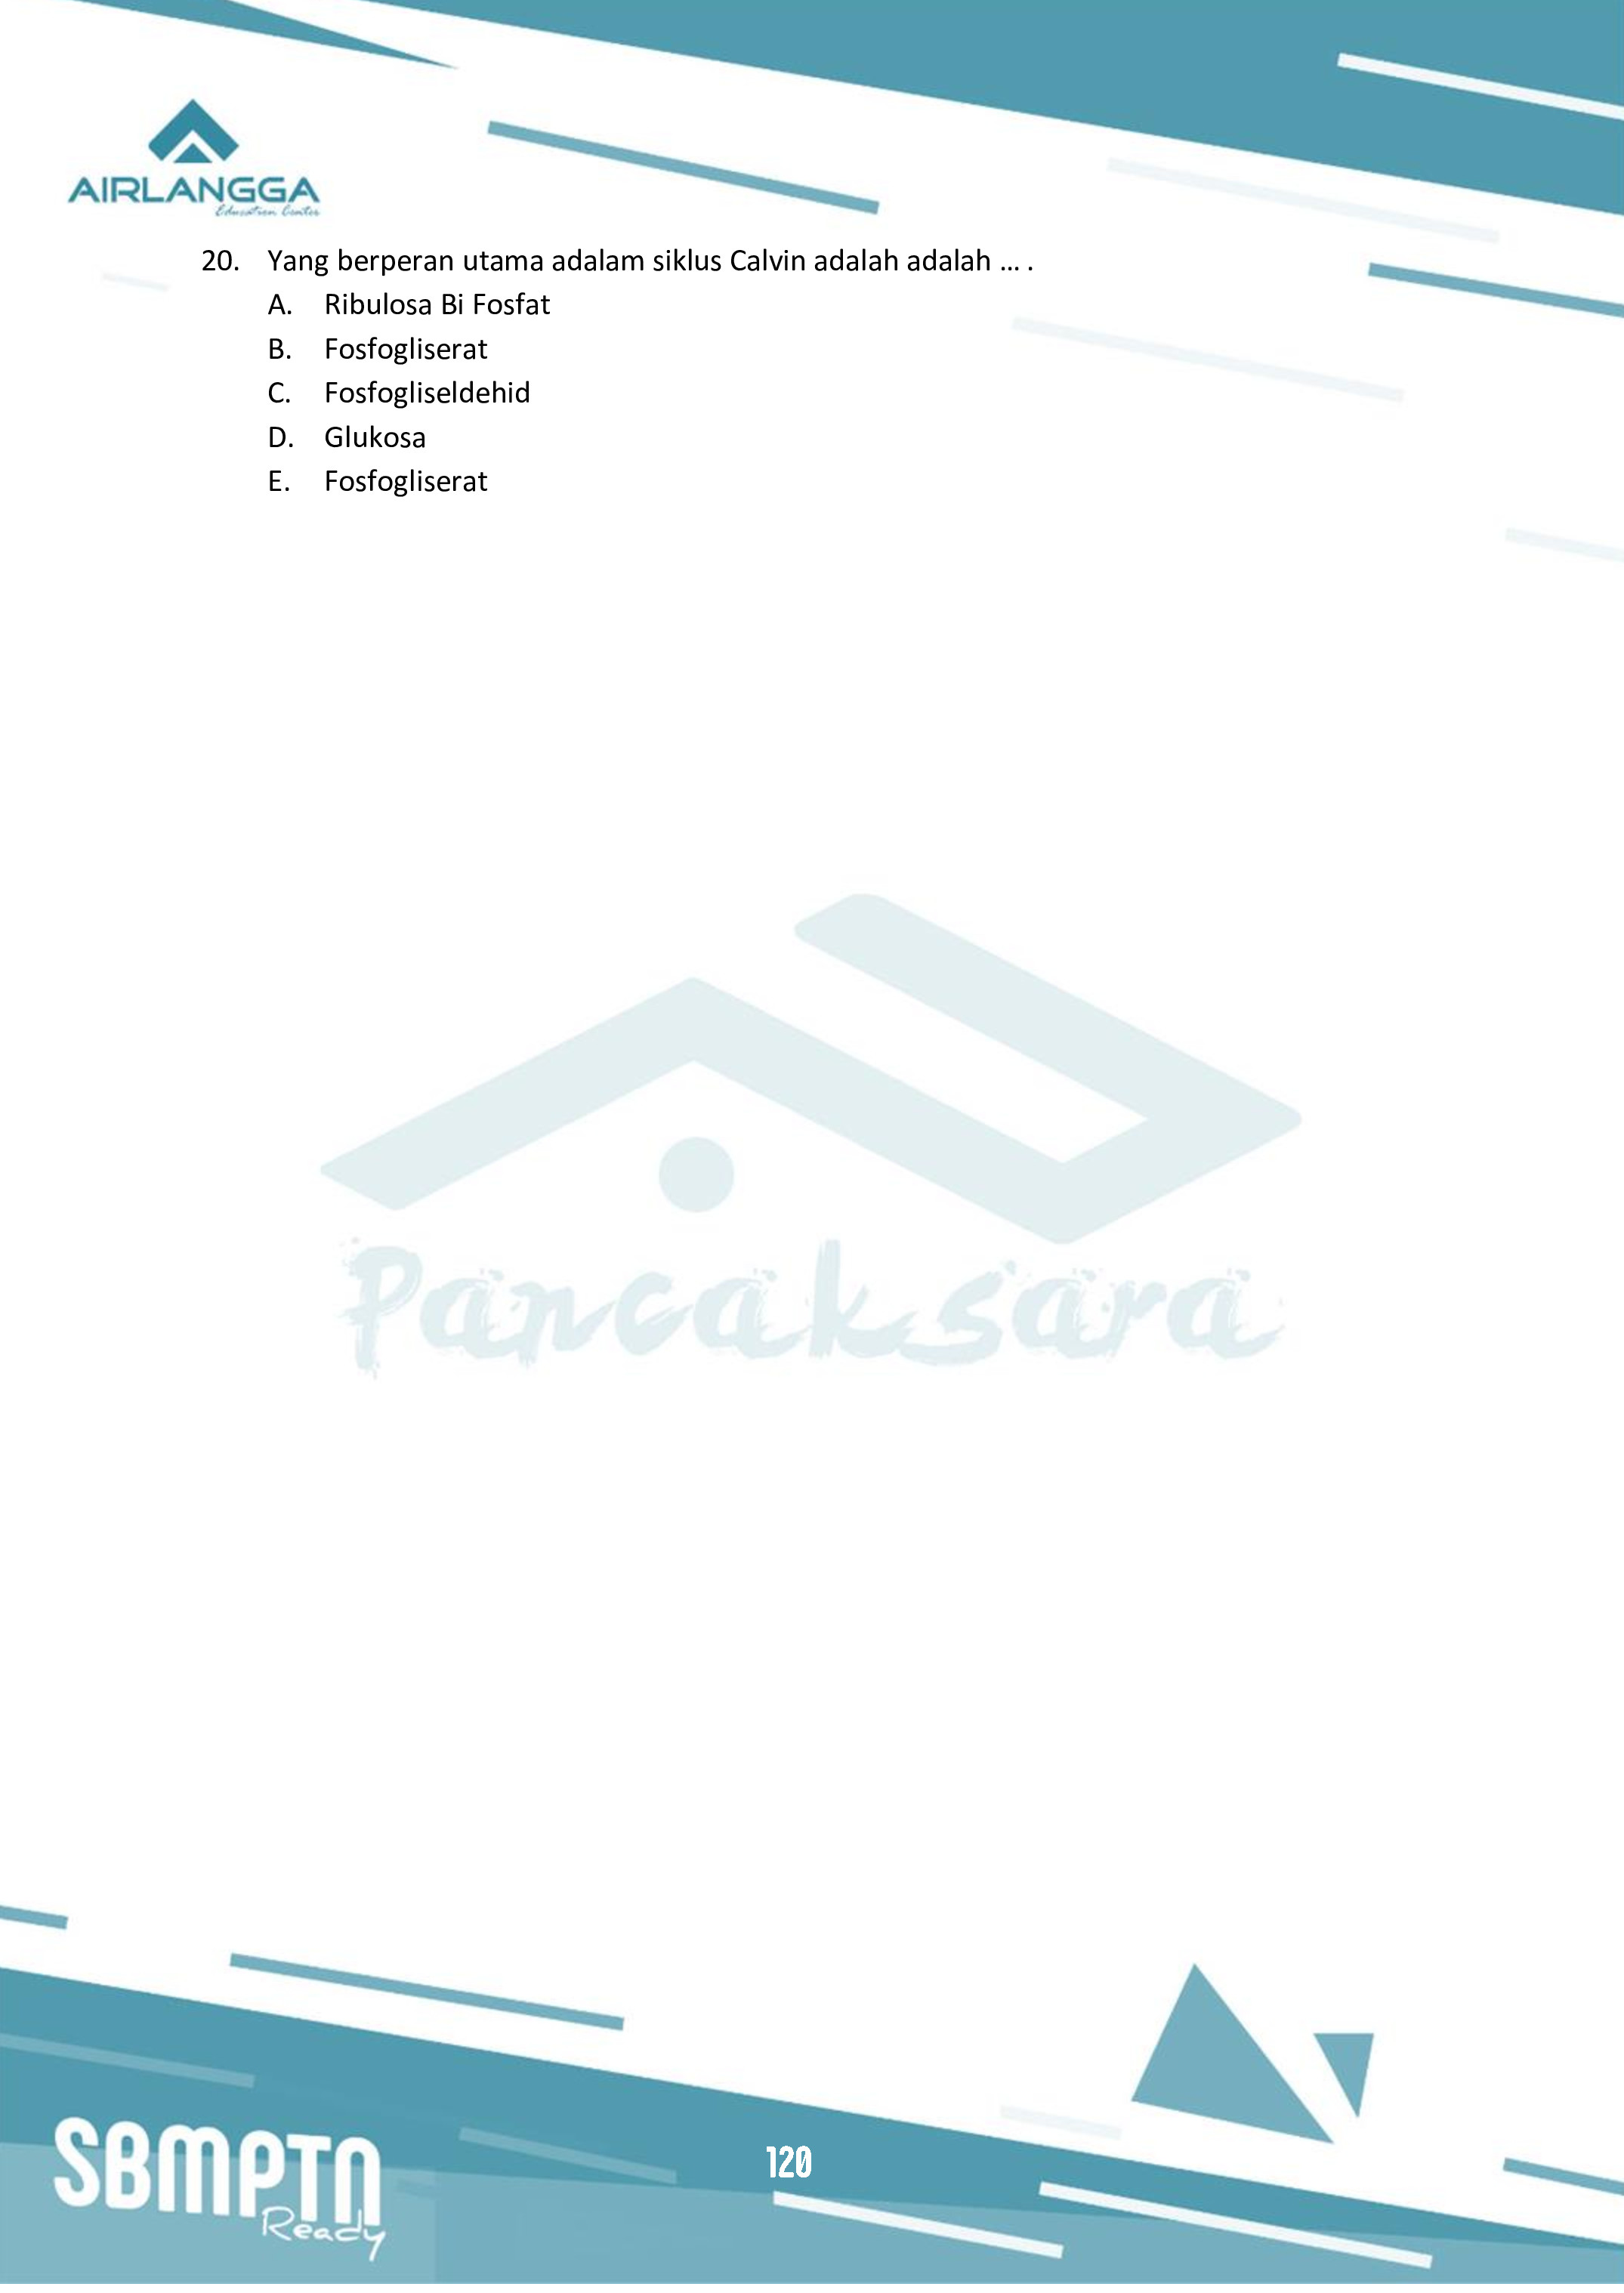 AIRLANGGA
Education Center
20. Yang berperan utama adalam siklus Calvin adalah adalah ... .
A. Ribulosa Bi Fosfat
B. Fosfogliserat
C. Fosfogliseldehid
D. Glukosa
E. Fosfogliserat
Pancaksara
SBMPTN
Ready
120